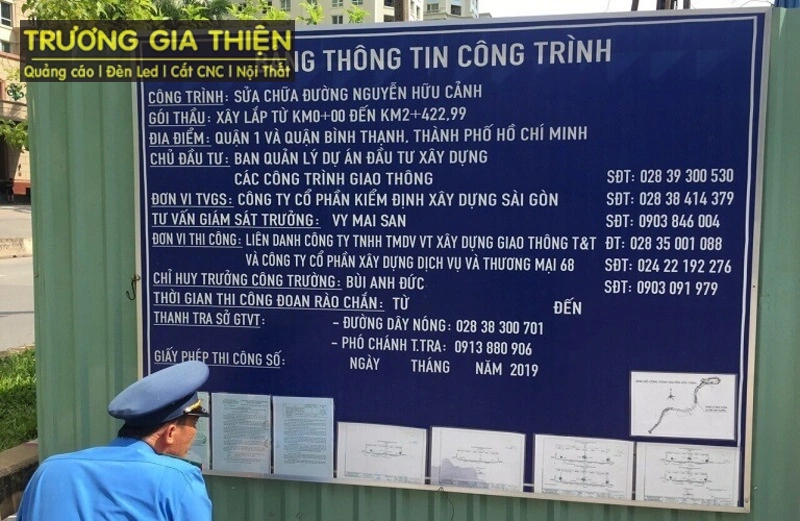 TRƯƠNG GIA THIỆN
Quảng cáo | Đèn Led | Cắt CNC | Nội Thất
BẢNG THÔNG TIN CÔNG TRÌNH
CÔNG TRÌNH: SỬA CHỮA ĐƯỜNG NGUYỄN HỮU CẢNH
GÓI THẦU: XÂY LẮP TỪ KM0+00 ĐẾN KM2+422.99
ĐỊA ĐIỂM: QUẬN 1 VÀ QUẬN BÌNH THẠNH, THÀNH PHỐ HỒ CHÍ MINH
CHỦ ĐẦU TƯ: BAN QUẢN LÝ DỰ ÁN ĐẦU TƯ XÂY DỰNG
CÁC CÔNG TRÌNH GIAO THÔNG SĐT: 028 39 300 530
ĐƠN VỊ TVGS: CÔNG TY CỔ PHẦN KIỂM ĐỊNH XÂY DỰNG SÀI GÒN SĐT: 028 38 414 379
TƯ VẤN GIÁM SÁT TRƯỞNG: VY MAI SAN SĐT: 0903 846 004
ĐƠN VỊ THI CÔNG: LIÊN DANH CÔNG TY TNHH TMDV VT XÂY DỰNG GIAO THÔNG T&T ĐT: 028 35 001 088
VÀ CÔNG TY CỔ PHẦN XÂY DỰNG DỊCH VỤ VÀ THƯƠNG MẠI 68 SĐT: 024 22 192 276
CHỈ HUY TRƯỞNG CÔNG TRƯỜNG: BÙI ANH ĐỨC SĐT: 0903 091 979
THỜI GIAN THI CÔNG ĐOẠN RÀO CHẮN: TỪ ĐẾN
THANH TRA SỞ GTVT: - ĐƯỜNG DÂY NÓNG: 028 38 300 701
- PHÓ CHÁNH T.TRA: 0913 880 906
GIẤY PHÉP THI CÔNG SỐ: NGÀY THÁNG NĂM 2019